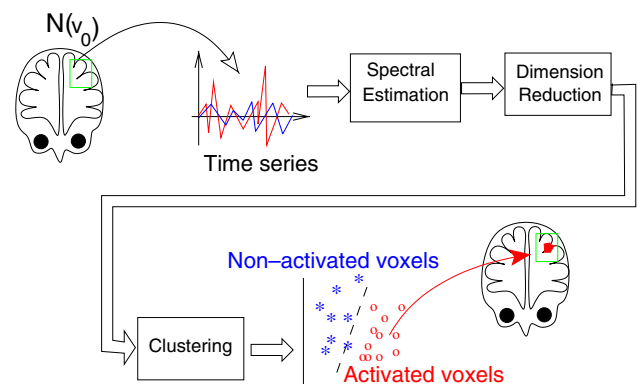 N(v₀)
Time series
Spectral
Estimation
Dimension
Reduction
Clustering
Non–activated voxels
Activated voxels